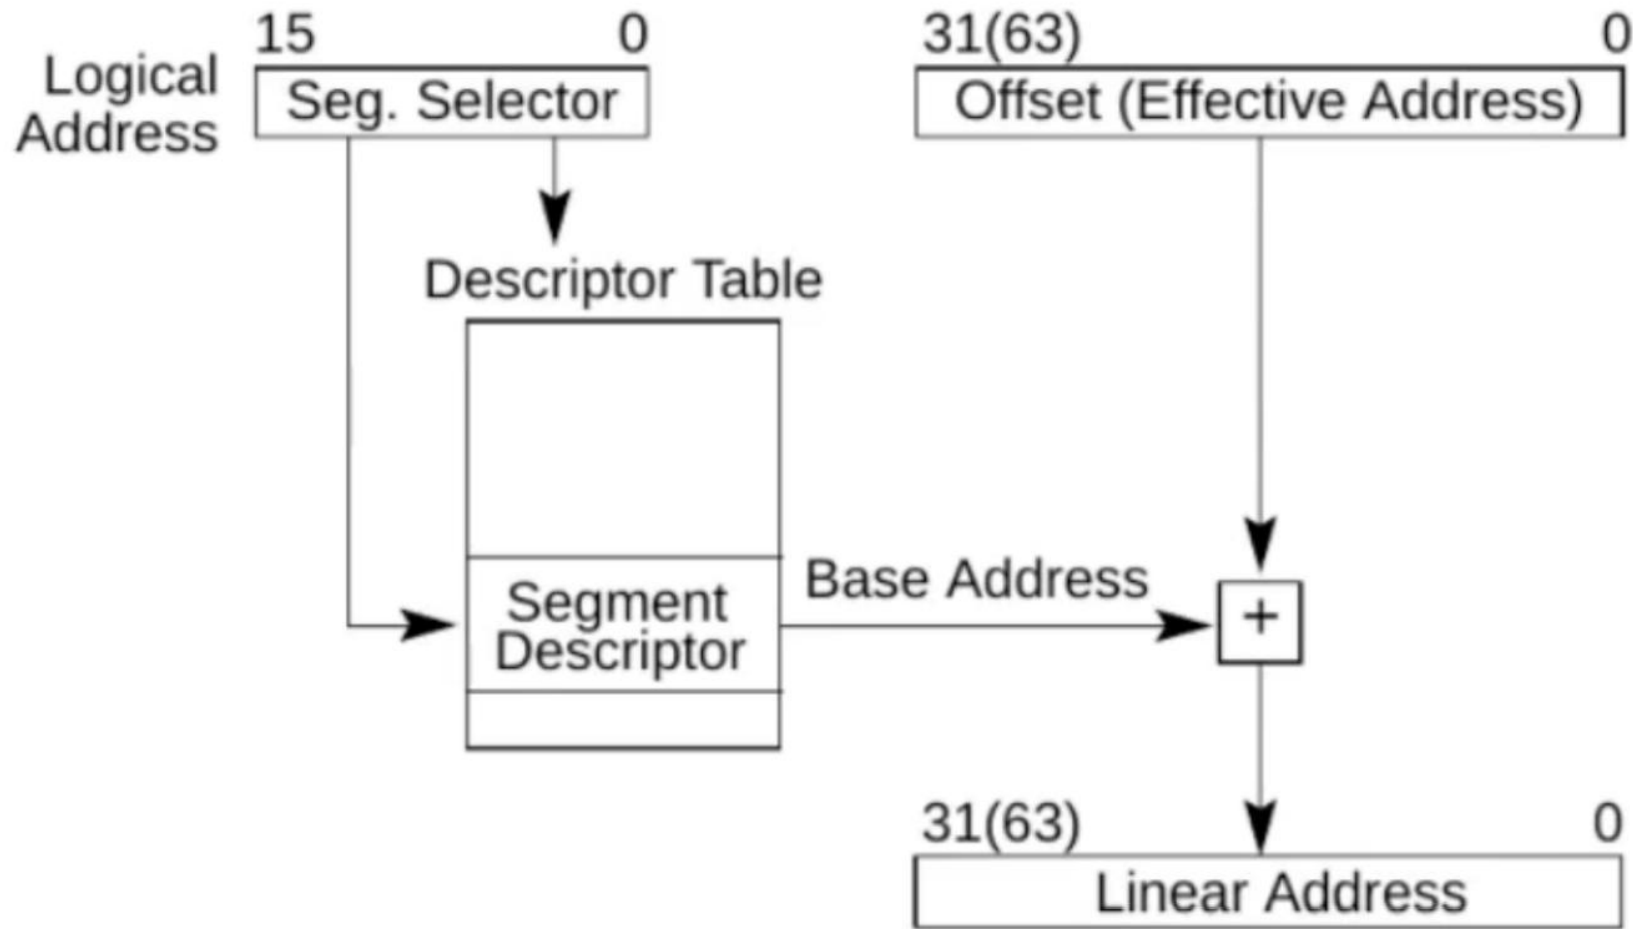 15 0
31(63) 0
Logical
Address
Seg. Selector
Offset (Effective Address)
Descriptor Table
Segment
Descriptor
Base Address
+
31(63) 0
Linear Address